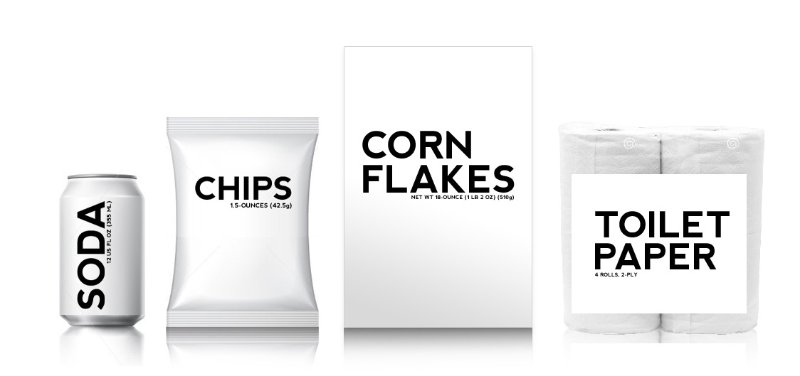 SODA
12 US FL OZ (355 ML)
CHIPS
1.5-OUNCES (42.5g)
CORN
FLAKES
NET WT 18-OUNCE (1 LB 2 OZ) (510g)
TOILET
PAPER
4 ROLLS, 2-PLY